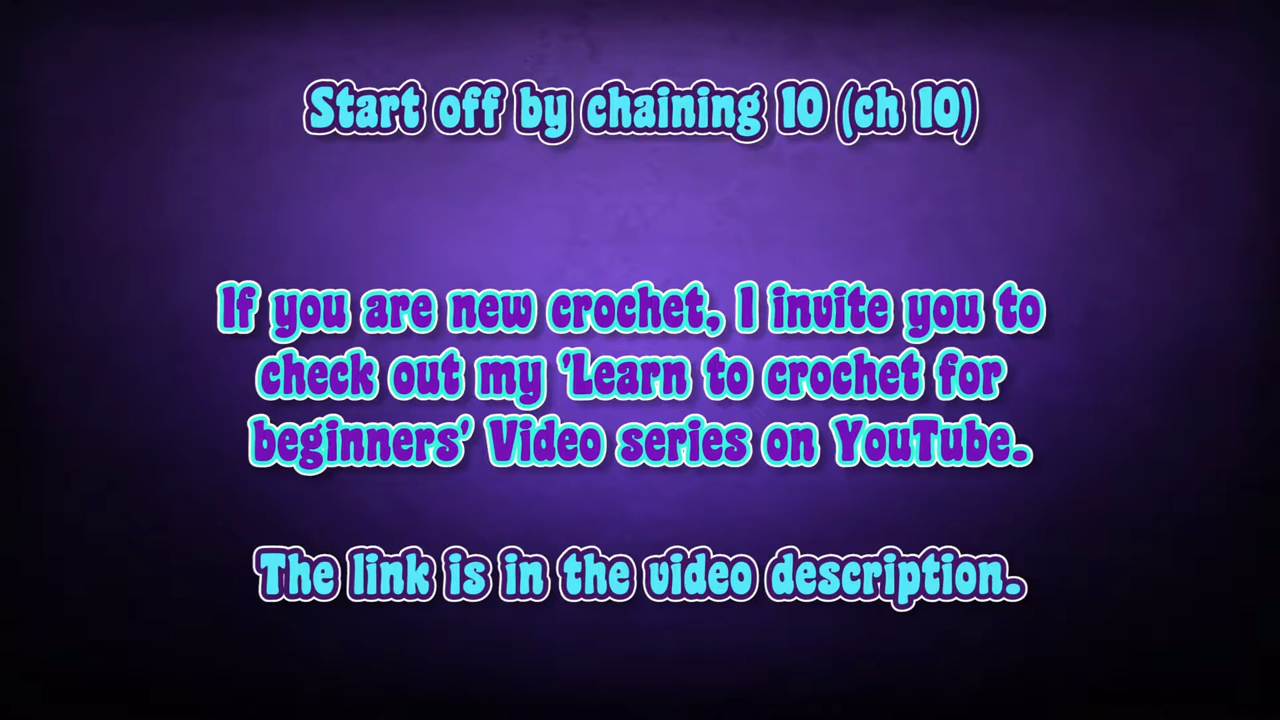 Start off by chaining 10 (ch 10)
If you are new crochet, I invite you to
check out my 'Learn to crochet for
beginners' Video series on YouTube.
The link is in the video description.